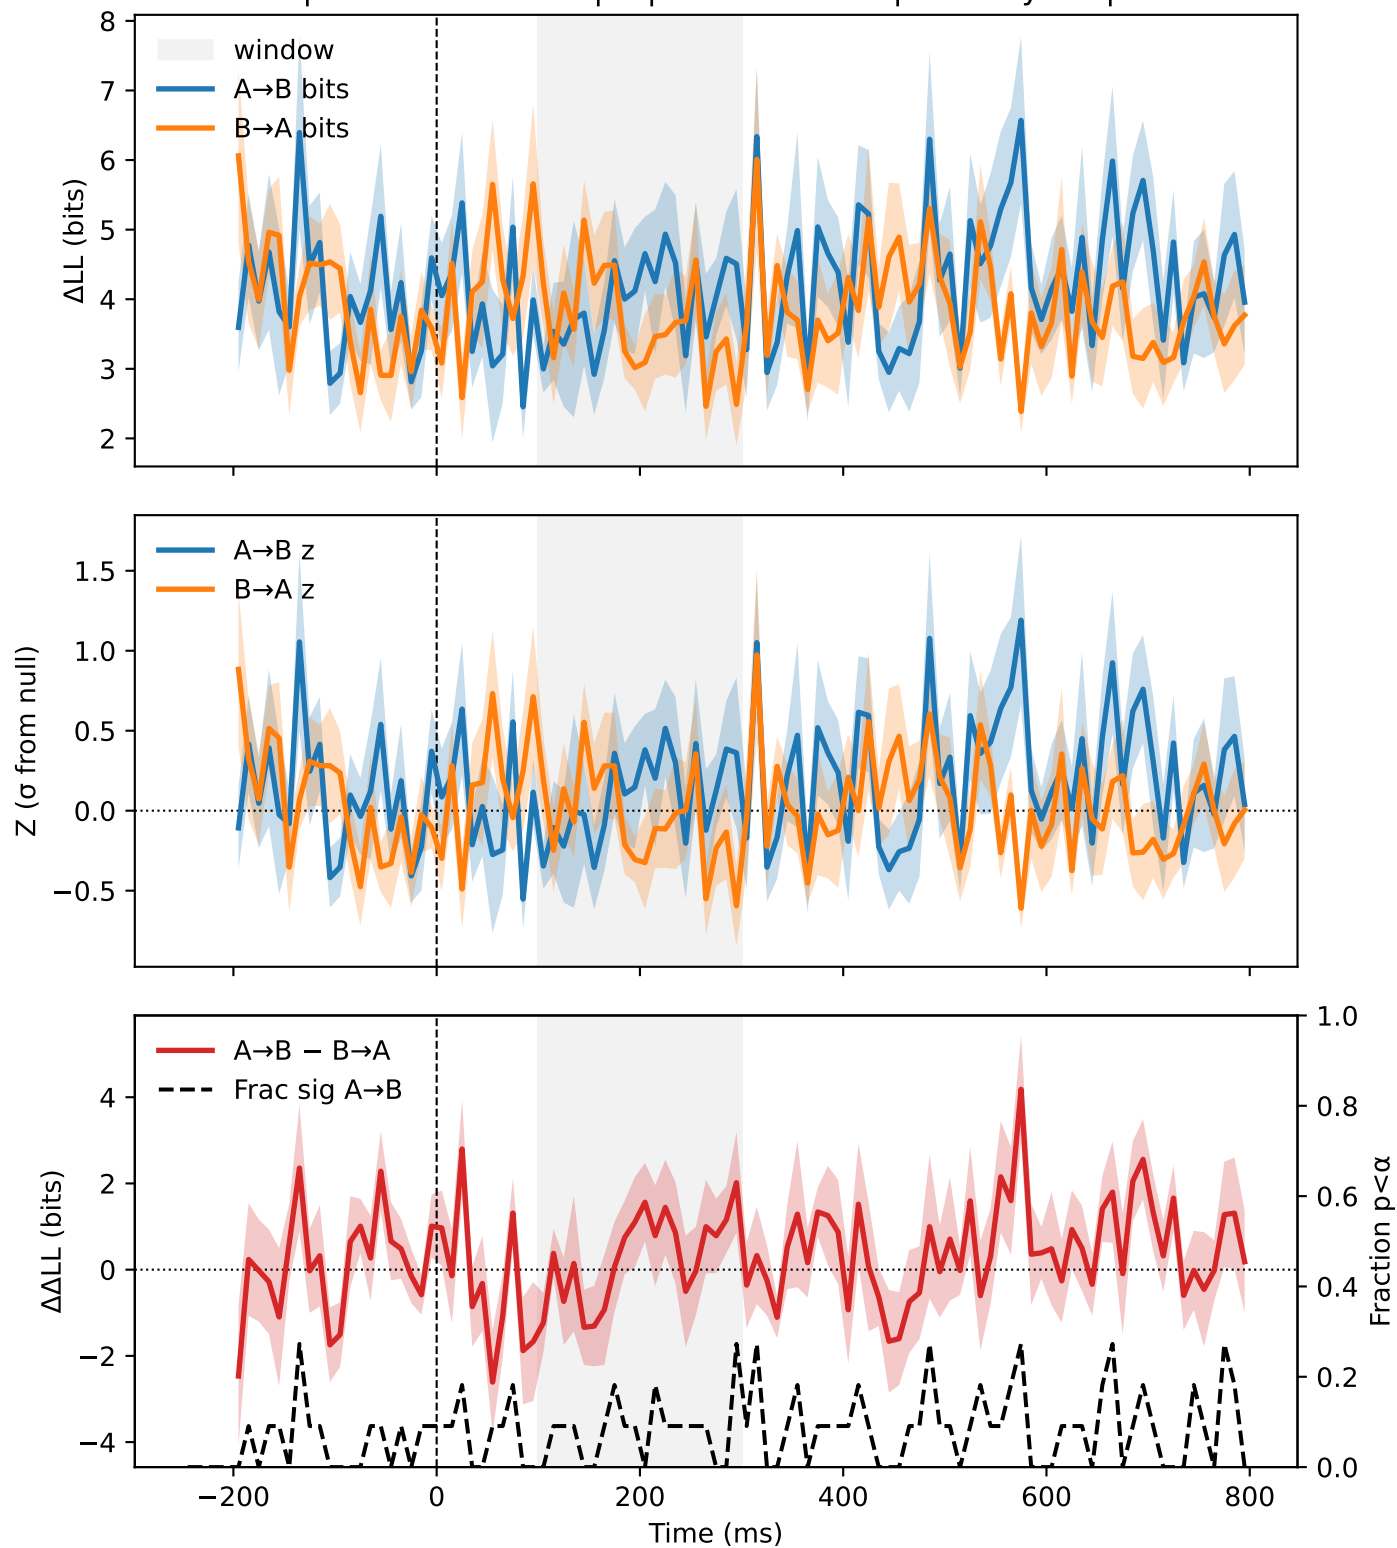 8
7
6
5
4
3
2
ΔLL (bits)
window
A→B bits
B→A bits
1.5
1.0
0.5
0.0
−0.5
Z (σ from null)
A→B z
B→A z
4
2
0
−2
−4
ΔΔLL (bits)
A→B − B→A
Frac sig A→B
1.0
0.8
0.6
0.4
0.2
0.0
Fraction p<α
−200 0 200 400 600 800
Time (ms)